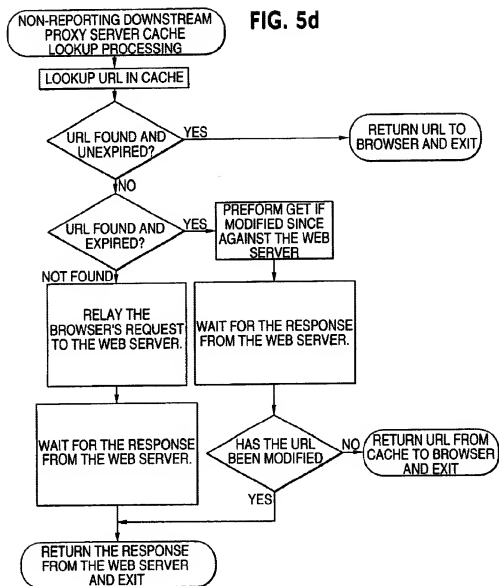 NON-REPORTING DOWNSTREAM
PROXY SERVER CACHE
LOOKUP PROCESSING
FIG. 5d
LOOKUP URL IN CACHE
URL FOUND AND
UNEXPIRED?
YES
RETURN URL TO
BROWSER AND EXIT
NO
URL FOUND AND
EXPIRED?
YES
PREFORM GET IF
MODIFIED SINCE
AGAINST THE WEB
SERVER
NOT FOUND
RELAY THE
BROWSER'S REQUEST
TO THE WEB SERVER.
WAIT FOR THE RESPONSE
FROM THE WEB SERVER.
WAIT FOR THE RESPONSE
FROM THE WEB SERVER.
HAS THE URL
BEEN MODIFIED
NO
RETURN URL FROM
CACHE TO BROWSER
AND EXIT
YES
RETURN THE RESPONSE
FROM THE WEB SERVER
AND EXIT